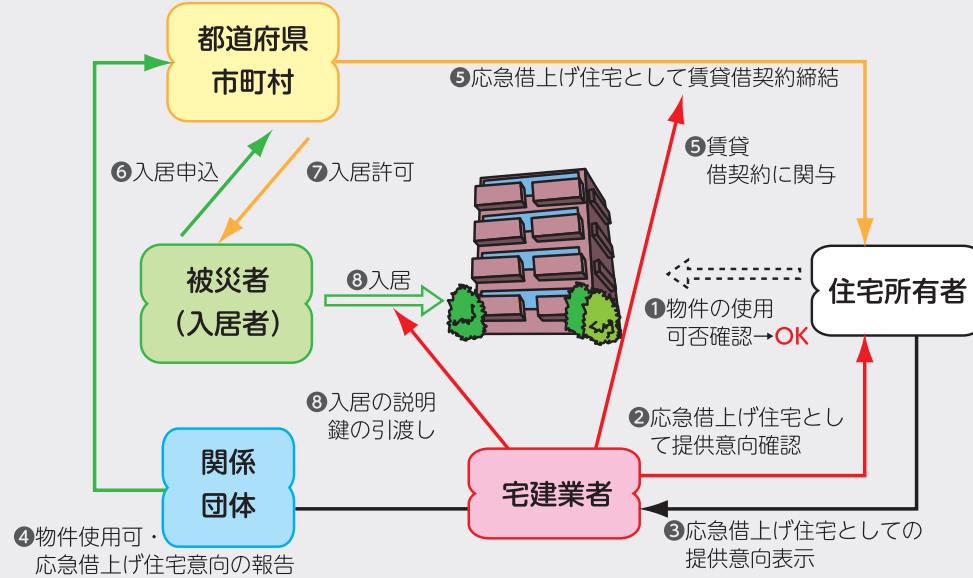 都道府県
市町村
❺応急借上げ住宅として賃貸借契約締結
❺賃貸
借契約に関与
❻入居申込
❼入居許可
被災者
（入居者）
❽入居
住宅所有者
❶物件の使用
可否確認→OK
❽入居の説明
鍵の引渡し
❷応急借上げ住宅とし
て提供意向確認
関係
団体
宅建業者
❸応急借上げ住宅としての
提供意向表示
❹物件使用可・
応急借上げ住宅意向の報告